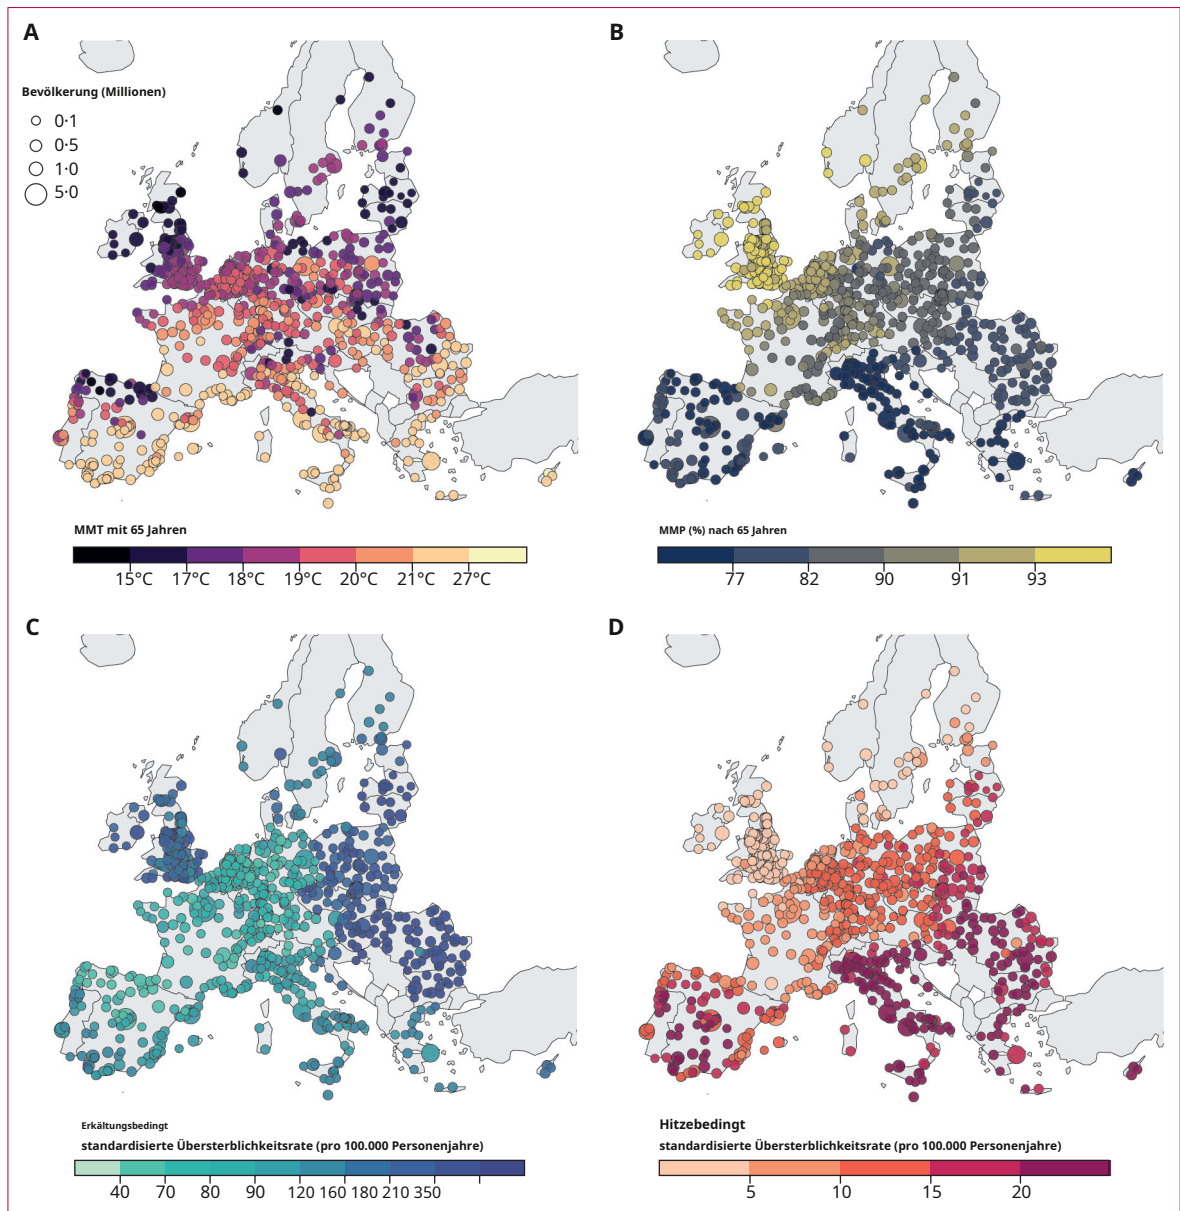 A
B
Bevölkerung (Millionen)
0·1
0·5
1·0
5·0
MMT mit 65 Jahren
15°C 17°C 18°C 19°C 20°C 21°C 27°C
MMP (%) nach 65 Jahren
77 82 90 91 93
C
D
Erkältungsbedingt
standardisierte Übersterblichkeitsrate (pro 100.000 Personenjahre)
40 70 80 90 120 160 180 210 350
Hitzebedingt
standardisierte Übersterblichkeitsrate (pro 100.000 Personenjahre)
5 10 15 20